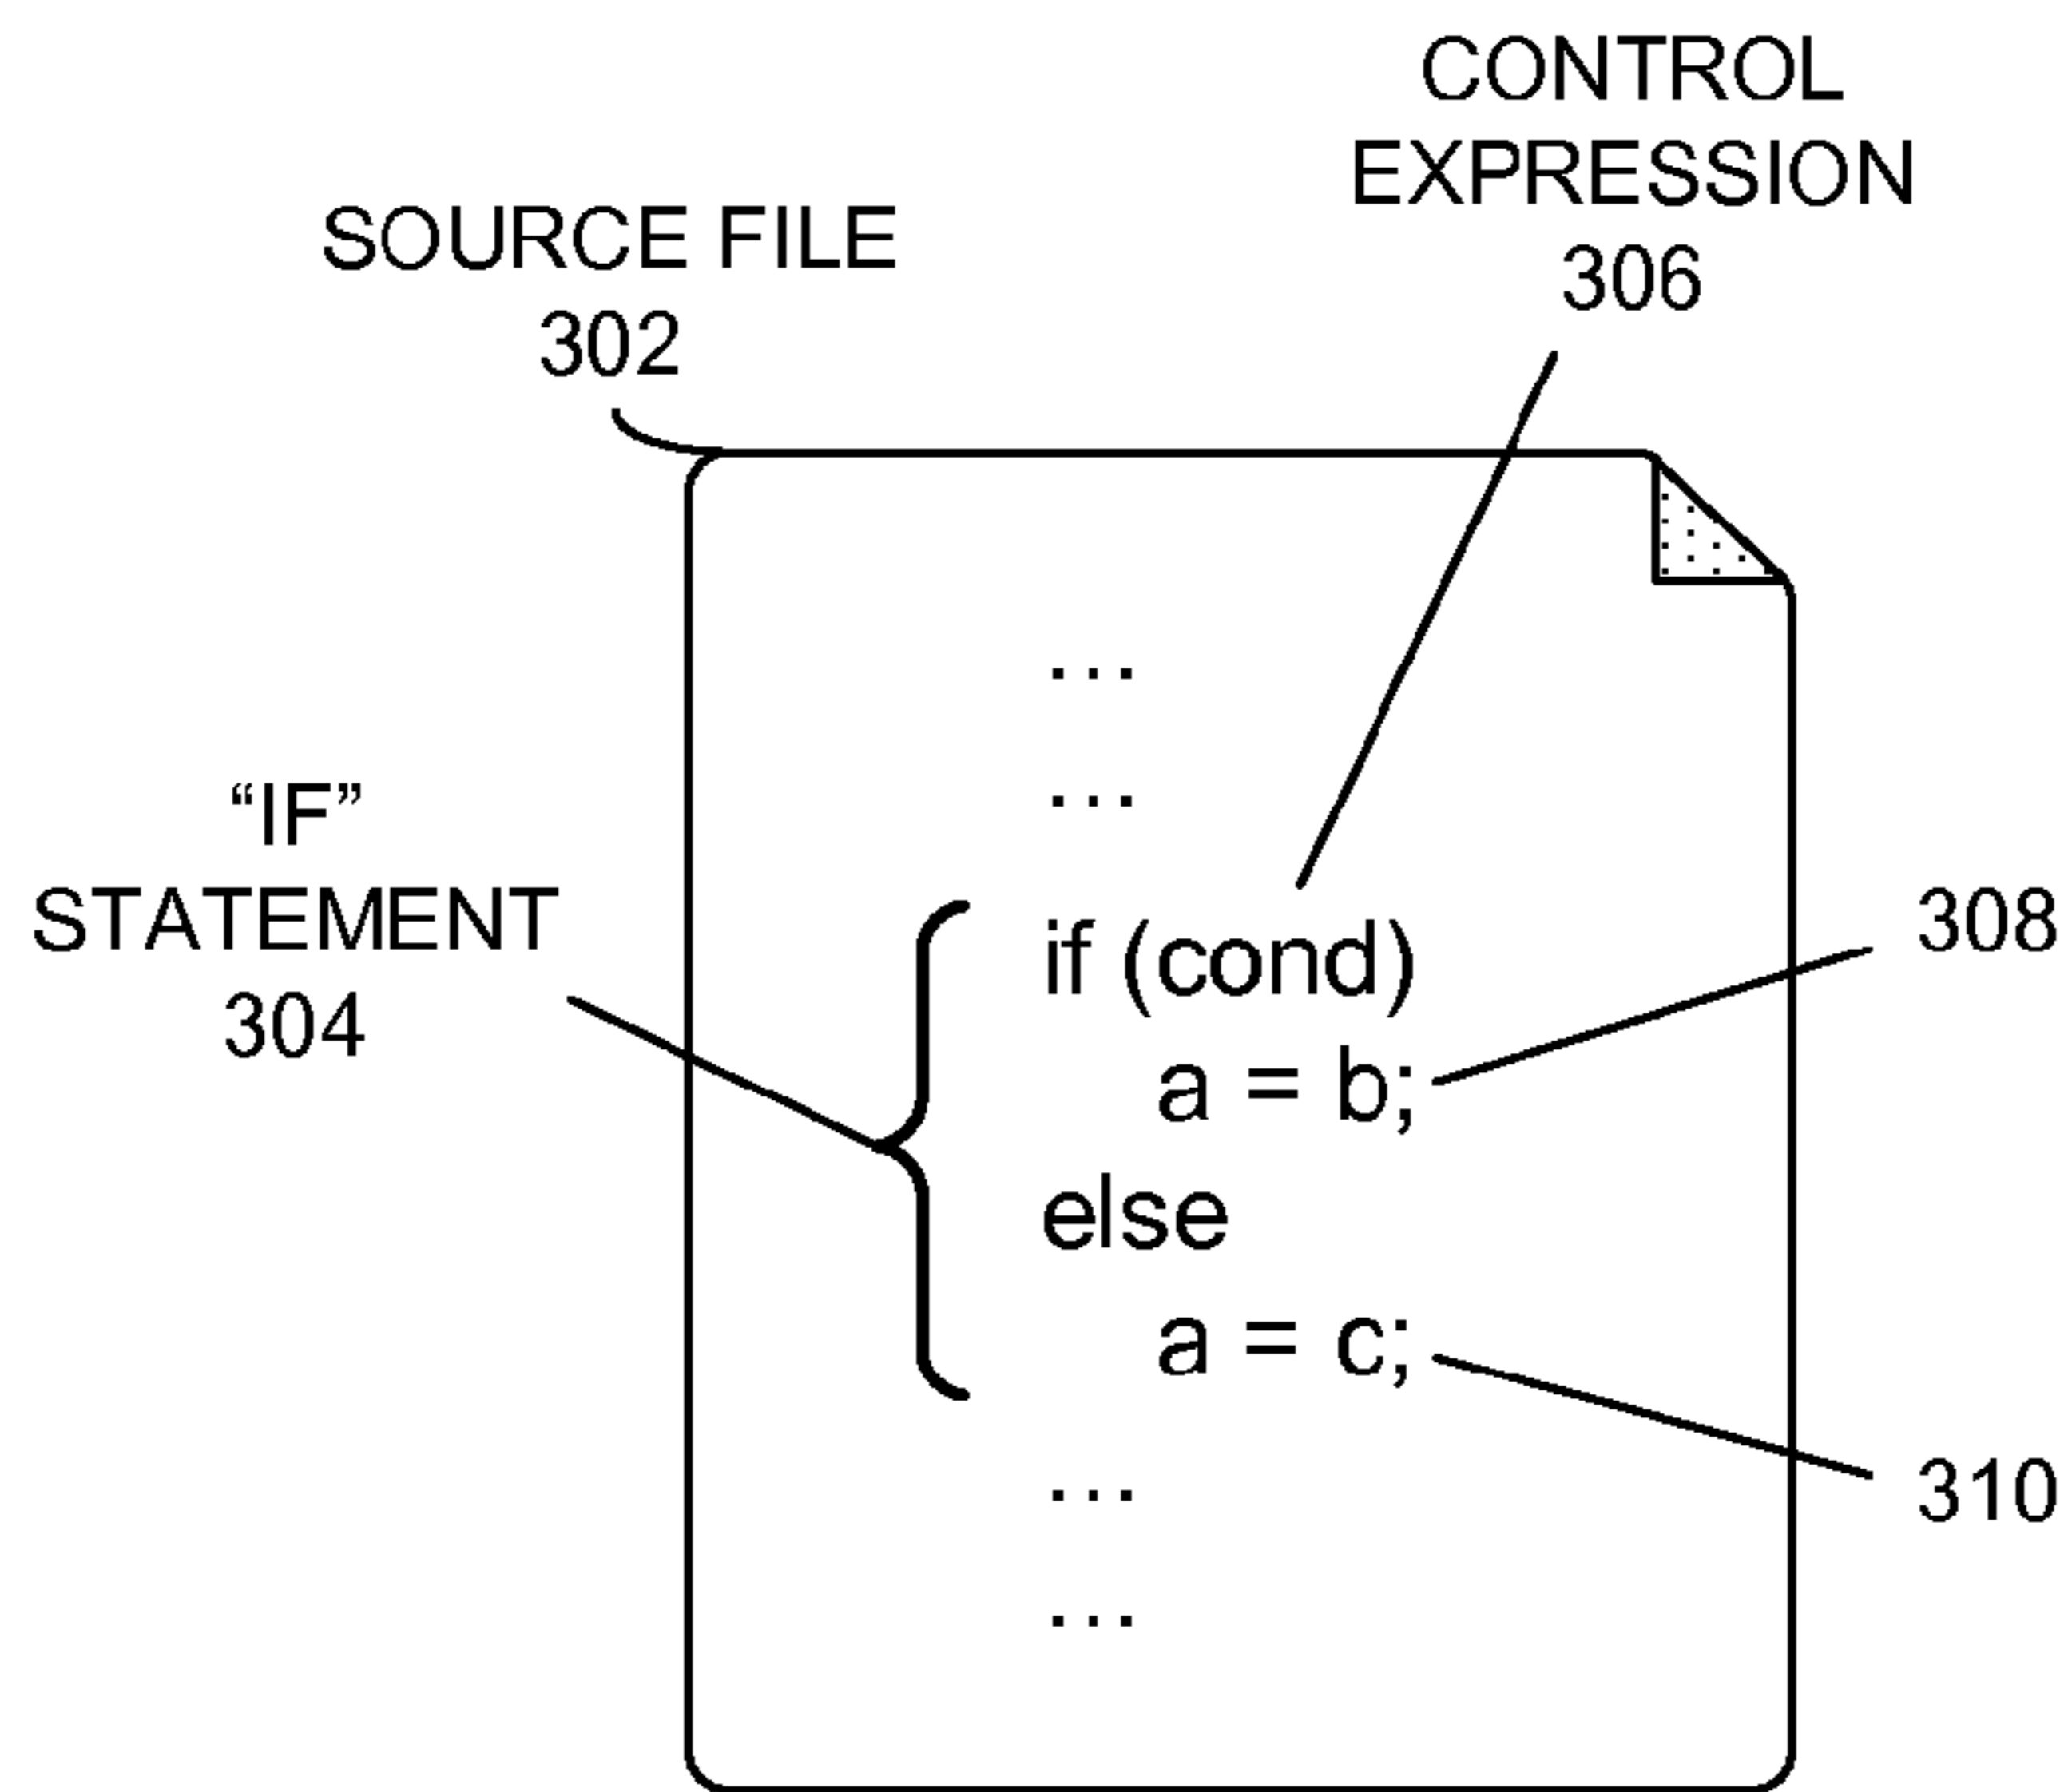 CONTROL
EXPRESSION
306
SOURCE FILE
302
...
...
“IF”
STATEMENT
304
if (cond)
a = b;
else
a = c;
308
310
...
...